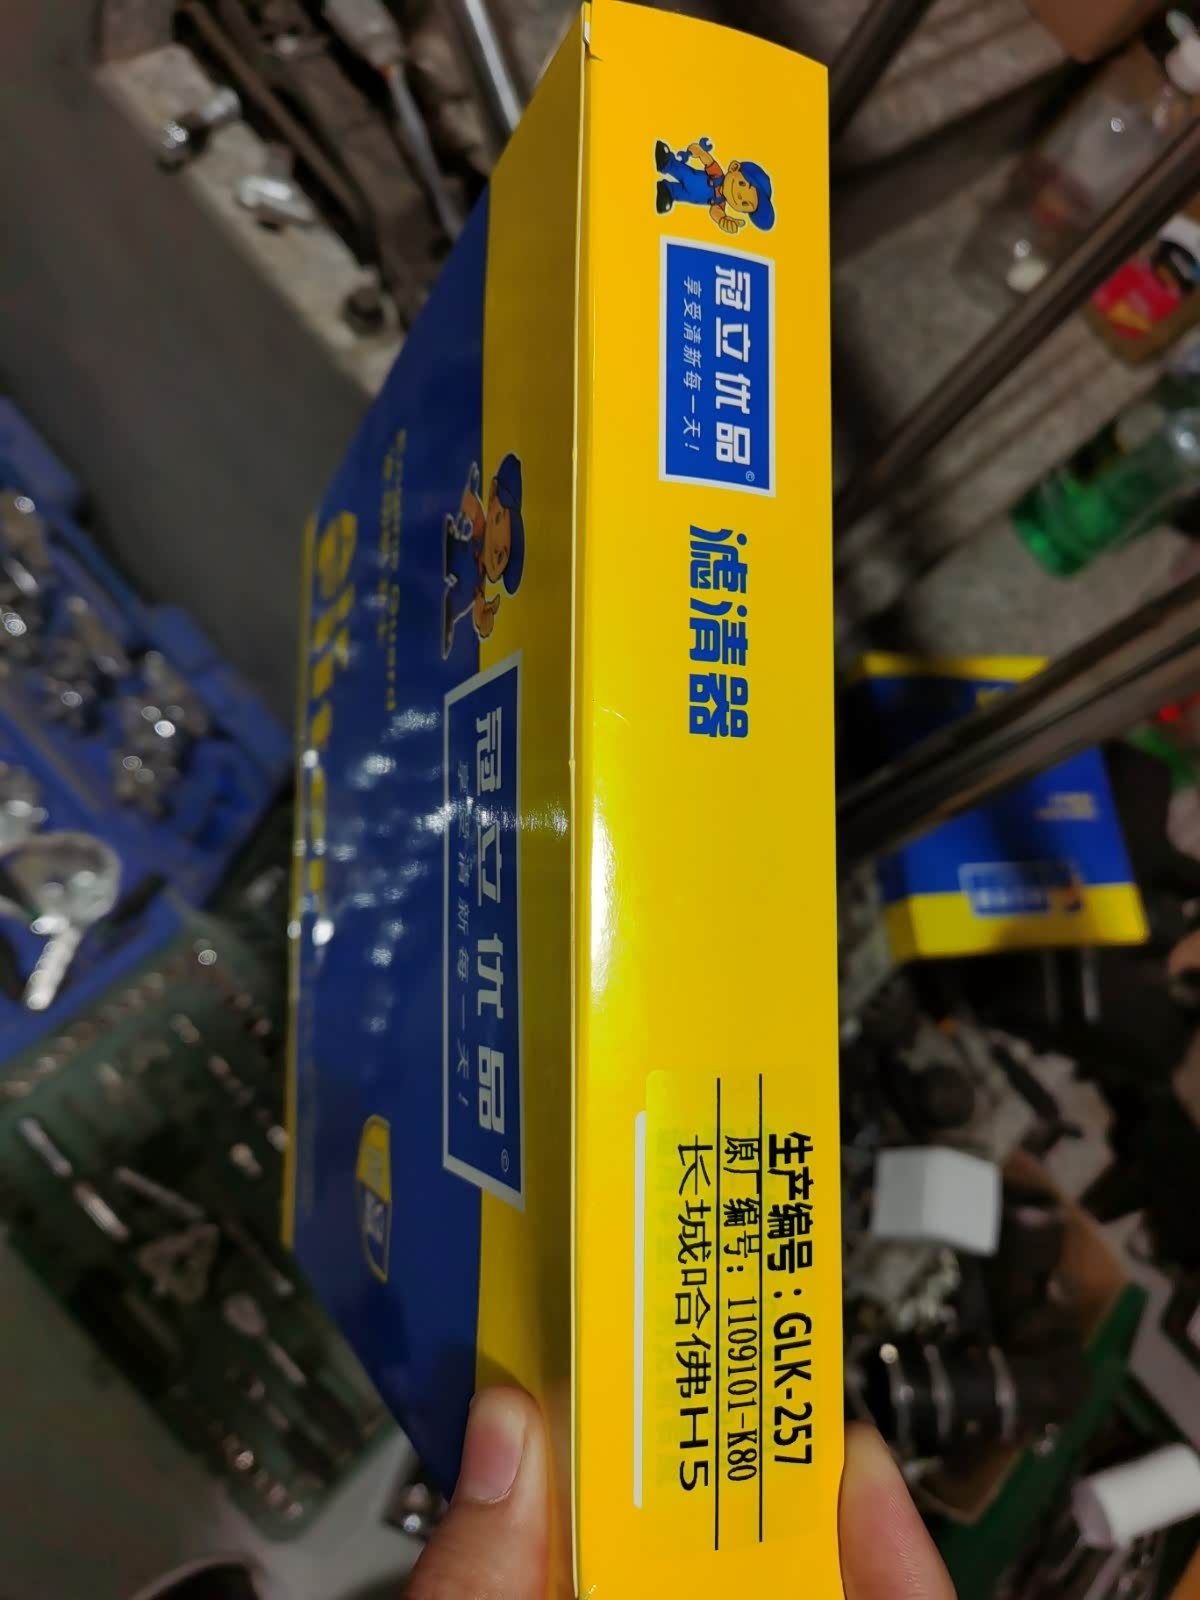 冠立优品
享受清新每一天!
滤清器
生产编号:GLK-257
原厂编号:1109101-K80
长城哈佛H5
冠立优品
享受清新每一天!